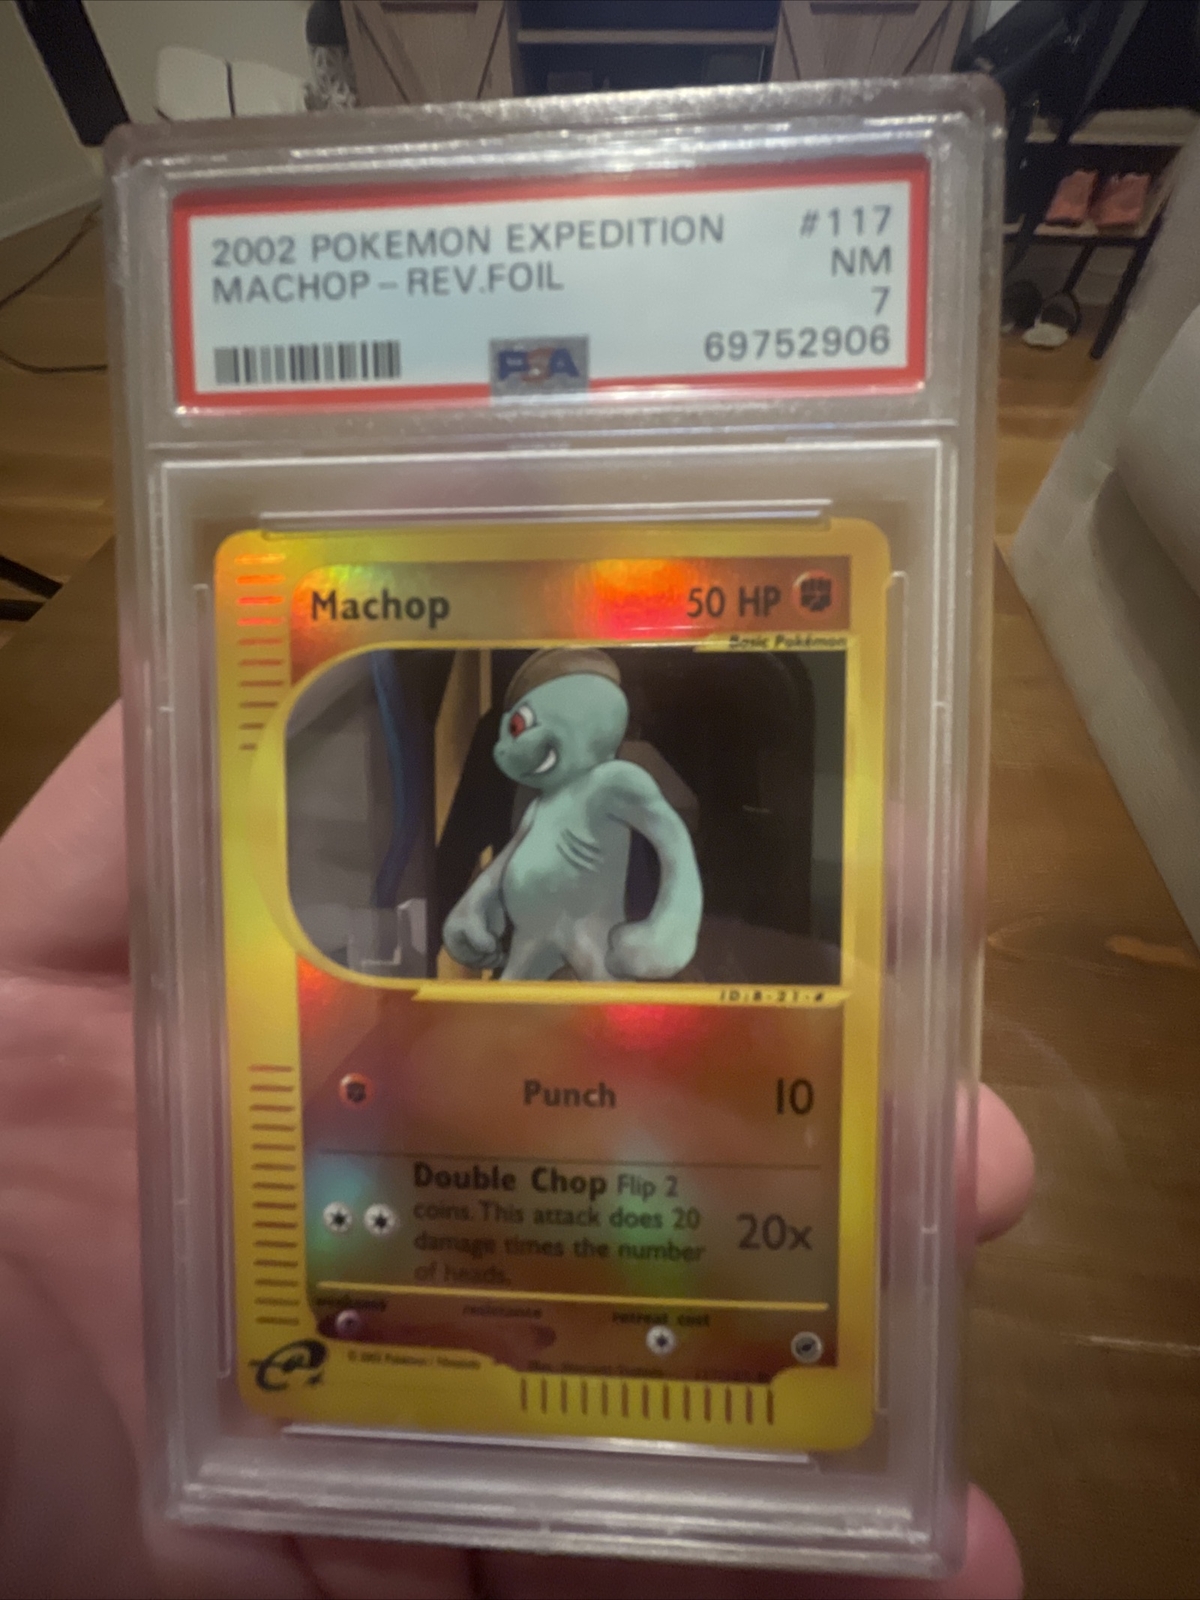 2002 POKEMON EXPEDITION #117
MACHOP - REV.FOIL NM
7
69752906
PSA
Machop 50 HP
Basic Pokémon
Punch 10
Double Chop Flip 2
coins. This attack does 20
damage times the number
of heads.
20x
weakness resistance retreat cost
e